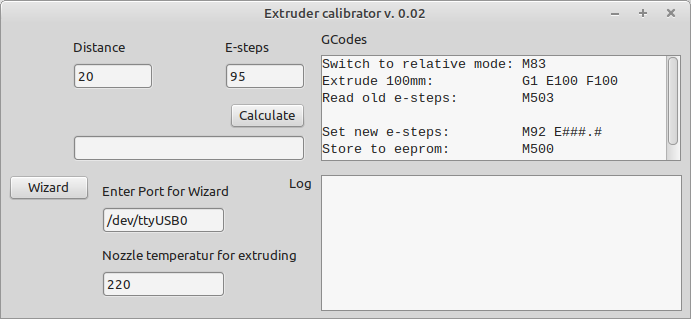 Extruder calibrator v. 0.02
Distance
E-steps
20
95
Calculate
GCodes
Switch to relative mode: M83
Extrude 100mm: G1 E100 F100
Read old e-steps: M503
Set new e-steps: M92 E###.#
Store to eeprom: M500
Wizard
Enter Port for Wizard
/dev/ttyUSB0
Nozzle temperatur for extruding
220
Log